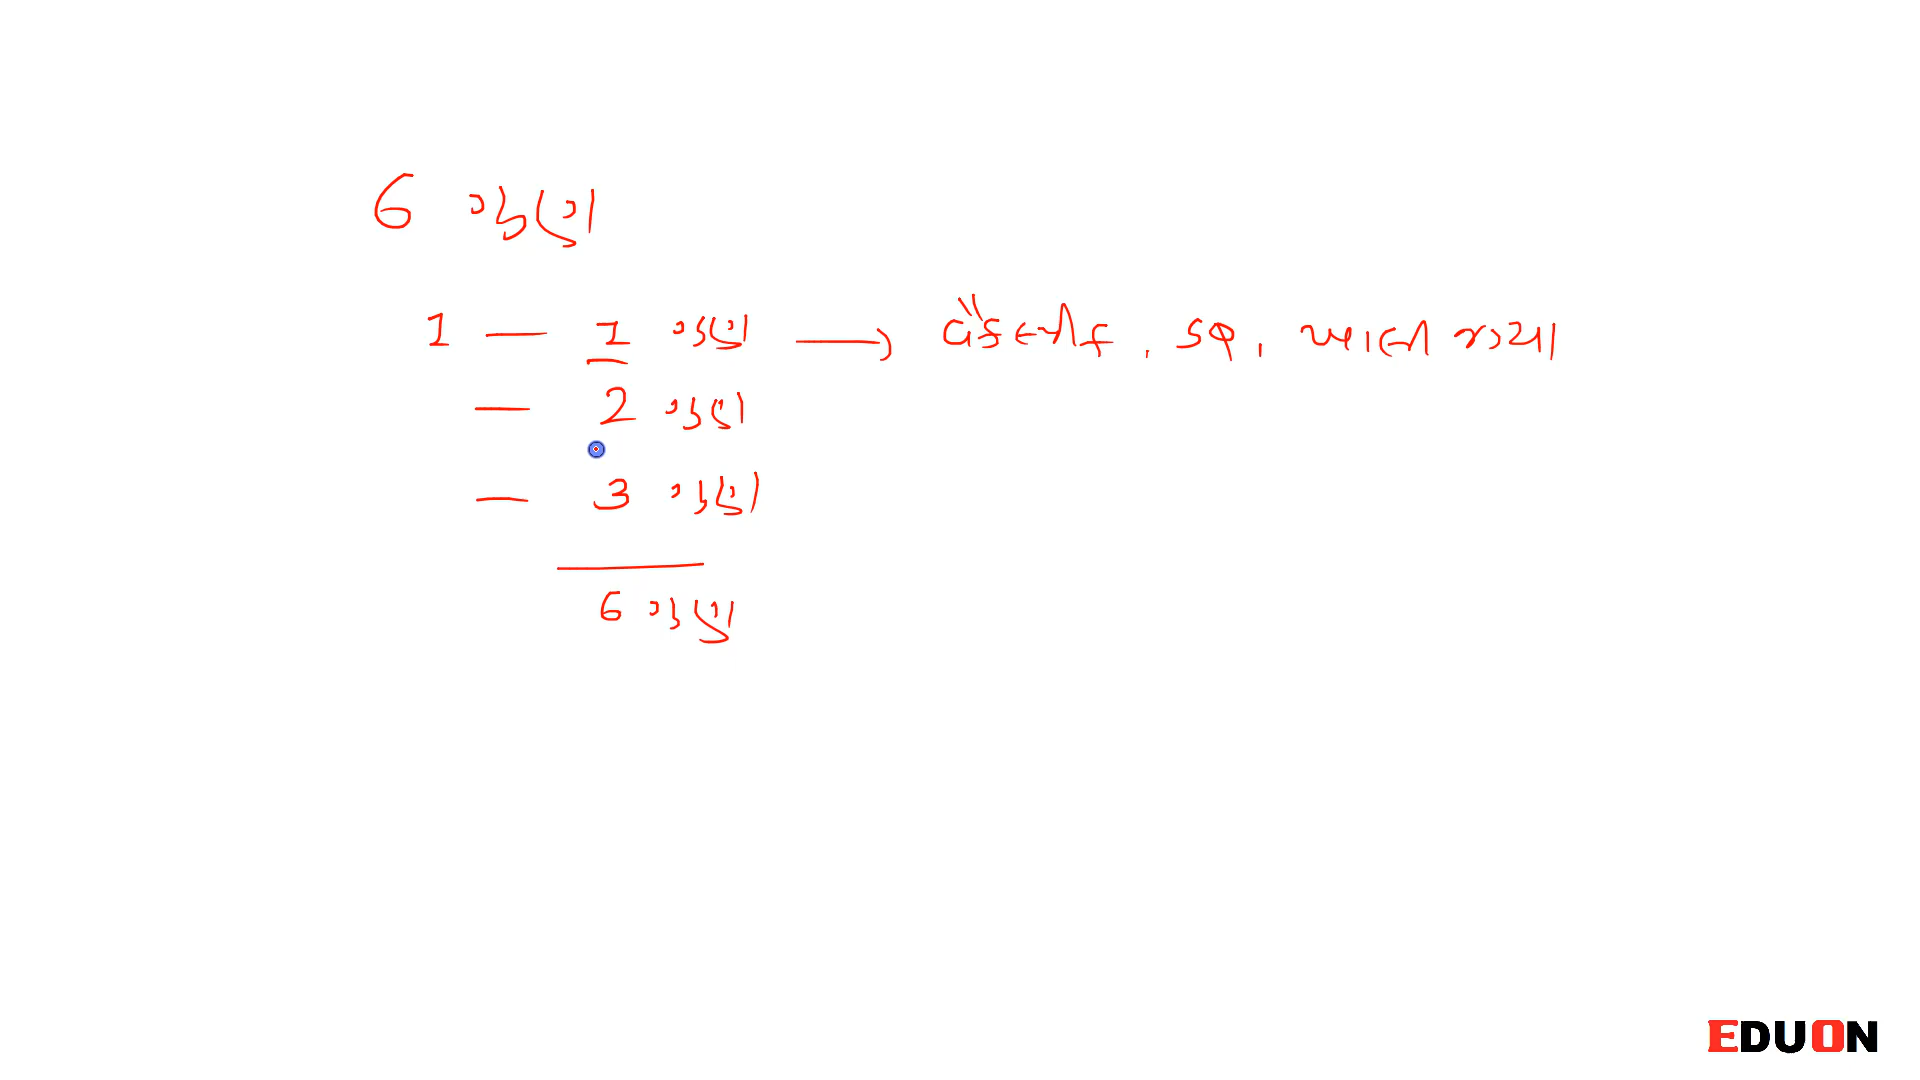 6 ગુણ
1 — 1 ગુણ → વૈકલ્પિક, ટૂંક, ખાલી જગ્યા
— 2 ગુણ
— 3 ગુણ
6 ગુણ
EDUON